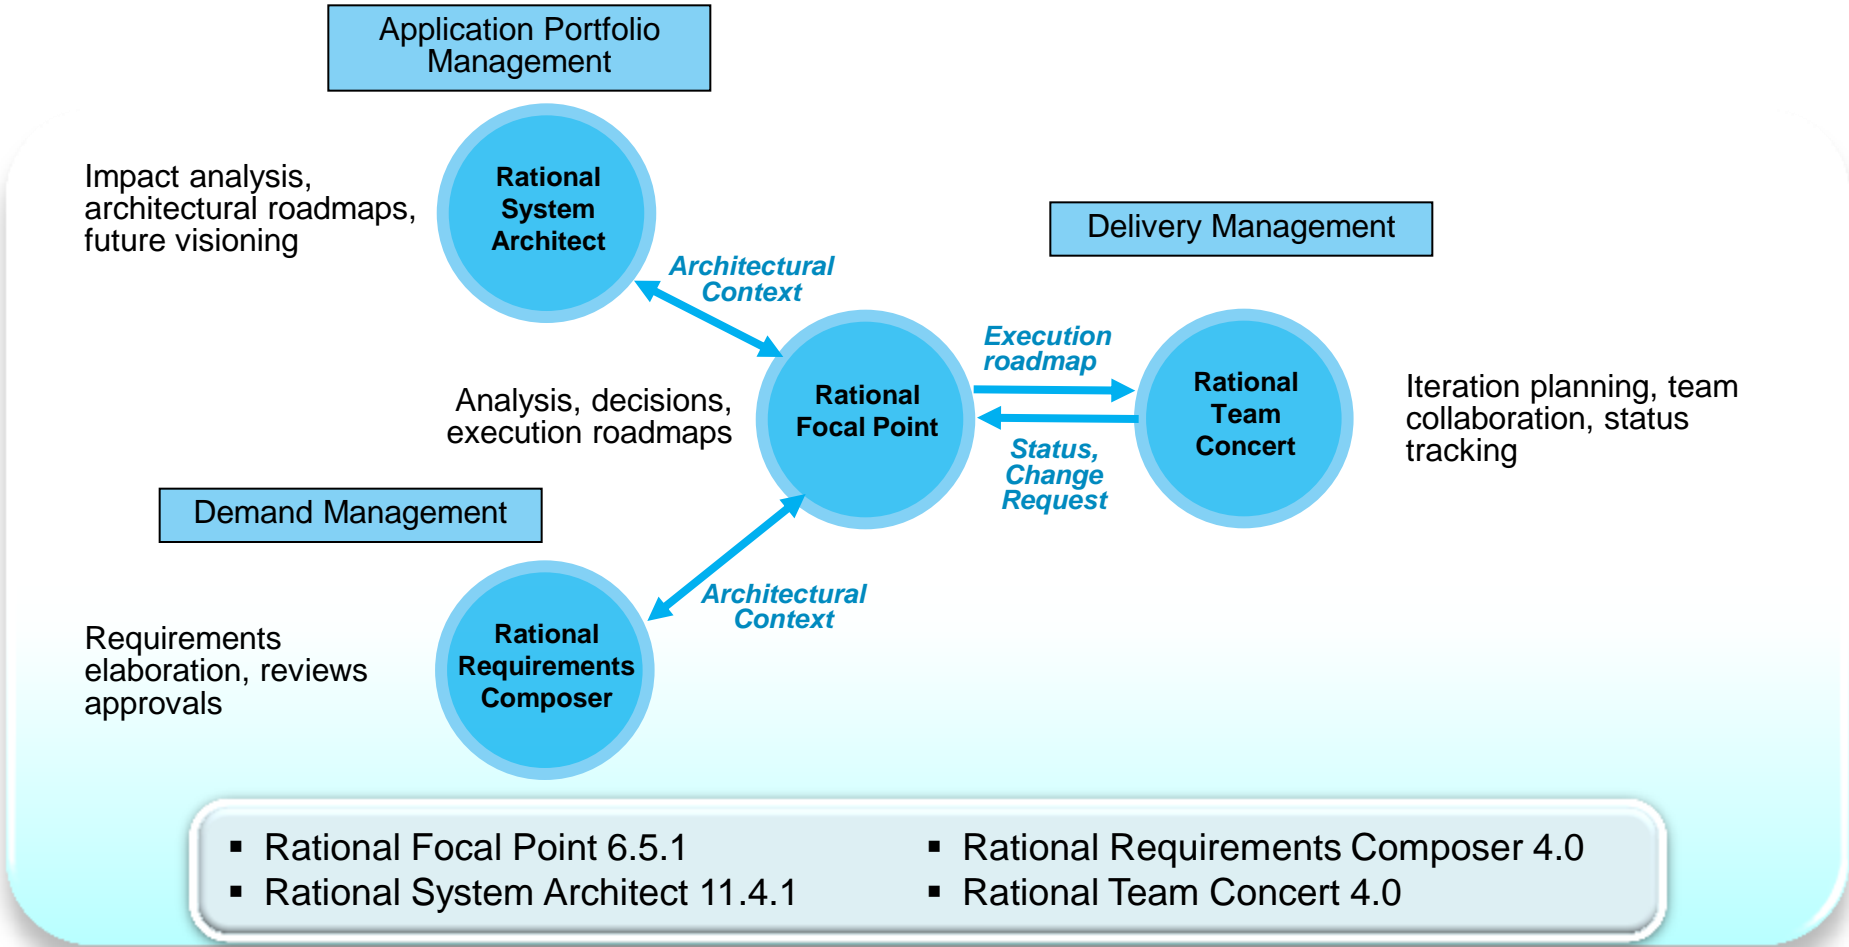 Application Portfolio
Management
Impact analysis,
architectural roadmaps,
future visioning
Rational
System
Architect
Architectural
Context
Delivery Management
Analysis, decisions,
execution roadmaps
Rational
Focal Point
Execution
roadmap
Status,
Change
Request
Rational
Team
Concert
Iteration planning, team
collaboration, status
tracking
Demand Management
Architectural
Context
Requirements
elaboration, reviews
approvals
Rational
Requirements
Composer
▪ Rational Focal Point 6.5.1
▪ Rational System Architect 11.4.1
▪ Rational Requirements Composer 4.0
▪ Rational Team Concert 4.0